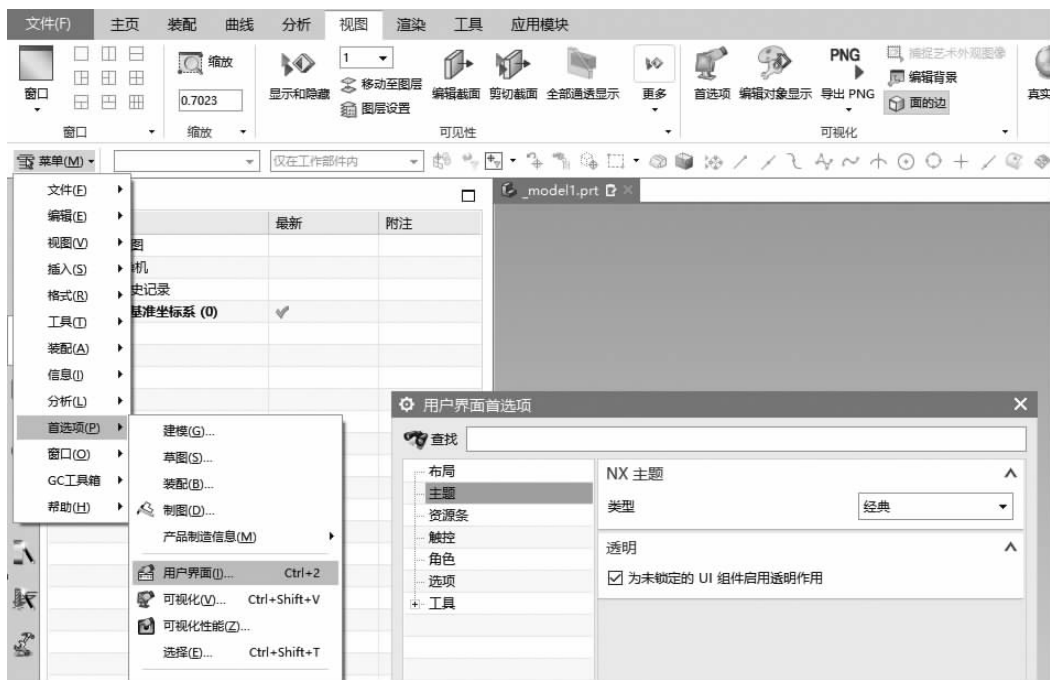 文件(F) 主页 装配 曲线 分析 视图 渲染 工具 应用模块
窗口
缩放
0.7023
显示和隐藏
1
移动至图层
图层设置
编辑截面 剪切截面 全部通透显示 更多
首选项 编辑对象显示
PNG
导出 PNG
捕捉艺术外观图像
编辑背景
面的边
真实
窗口 缩放 可见性 可视化
菜单(M) 仅在工作部件内
_model1.prt
文件(F)
编辑(E)
视图(V)
插入(S)
格式(R)
工具(T)
装配(A)
信息(I)
分析(L)
首选项(P)
窗口(O)
GC工具箱
帮助(H)
最新 附注
图
机
史记录
基准坐标系 (0)
建模(G)...
草图(S)...
装配(B)...
制图(D)...
产品制造信息(M)
用户界面(I)... Ctrl+2
可视化(V)... Ctrl+Shift+V
可视化性能(Z)...
选择(E)... Ctrl+Shift+T
用户界面首选项
查找
布局
主题
资源条
触控
角色
选项
工具
NX 主题
类型 经典
透明
为未锁定的 UI 组件启用透明作用